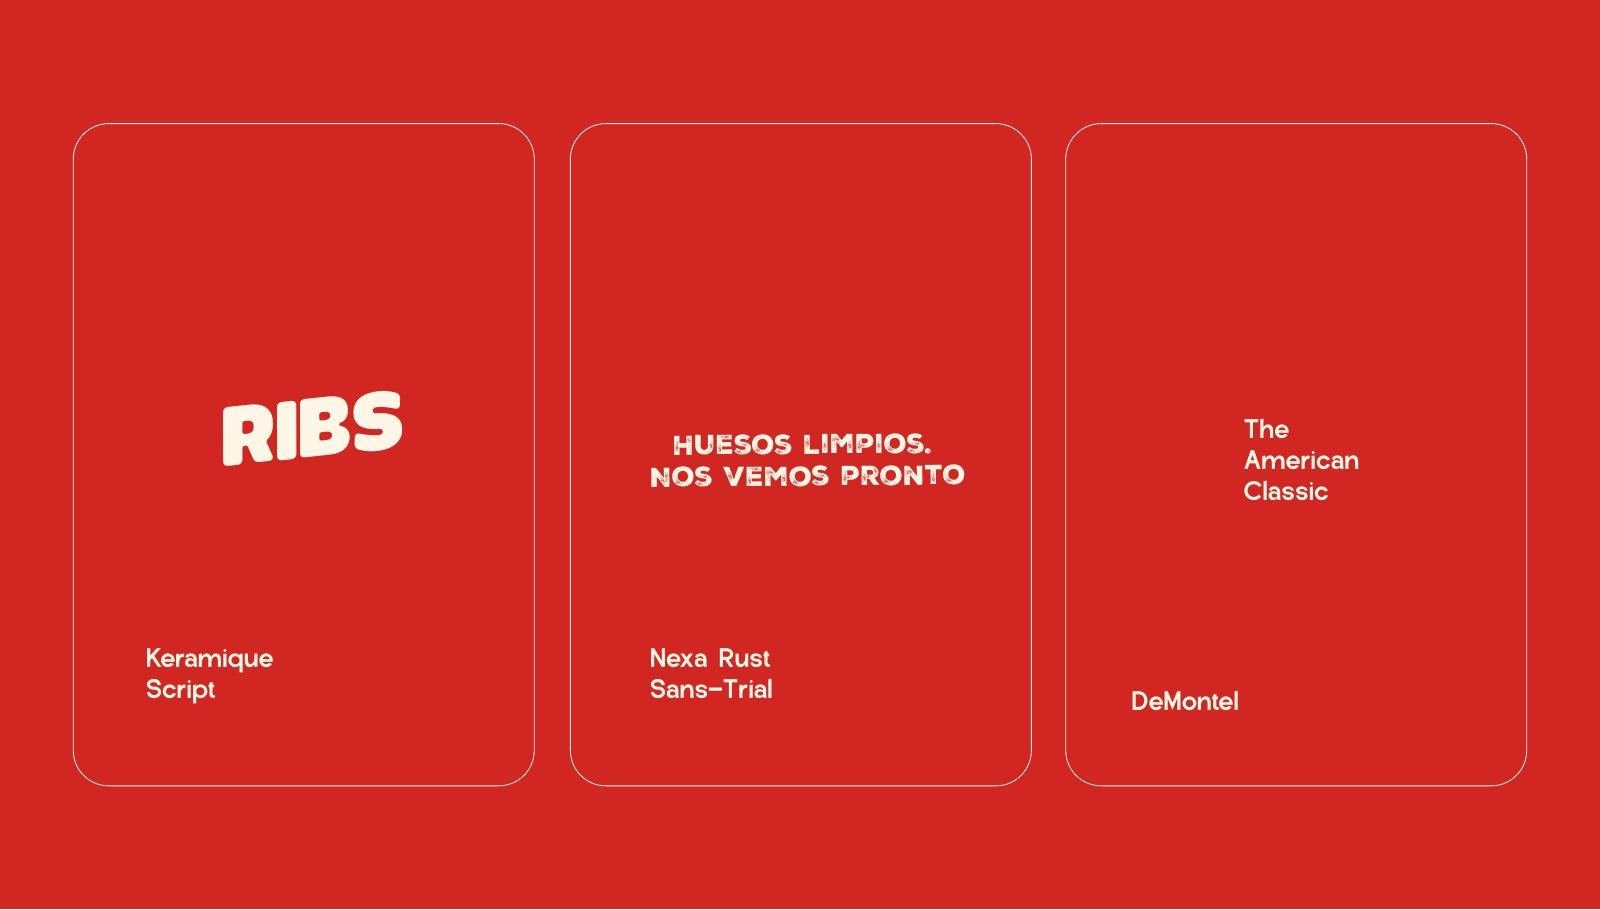 RIBS
Keramique
Script
HUESOS LIMPIOS.
NOS VEMOS PRONTO
Nexa Rust
Sans-Trial
The
American
Classic
DeMontel